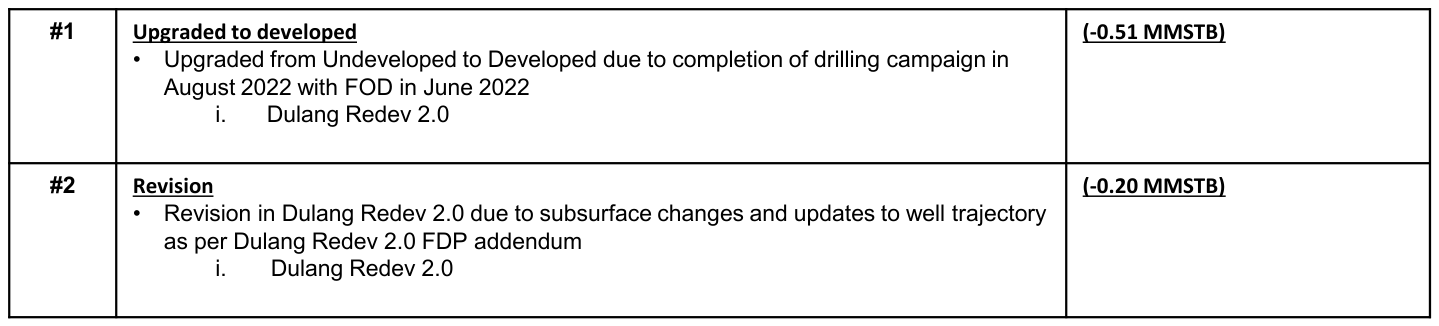 #1
Upgraded to developed
• Upgraded from Undeveloped to Developed due to completion of drilling campaign in
August 2022 with FOD in June 2022
i. Dulang Redev 2.0
(-0.51 MMSTB)
#2
Revision
• Revision in Dulang Redev 2.0 due to subsurface changes and updates to well trajectory
as per Dulang Redev 2.0 FDP addendum
i. Dulang Redev 2.0
(-0.20 MMSTB)